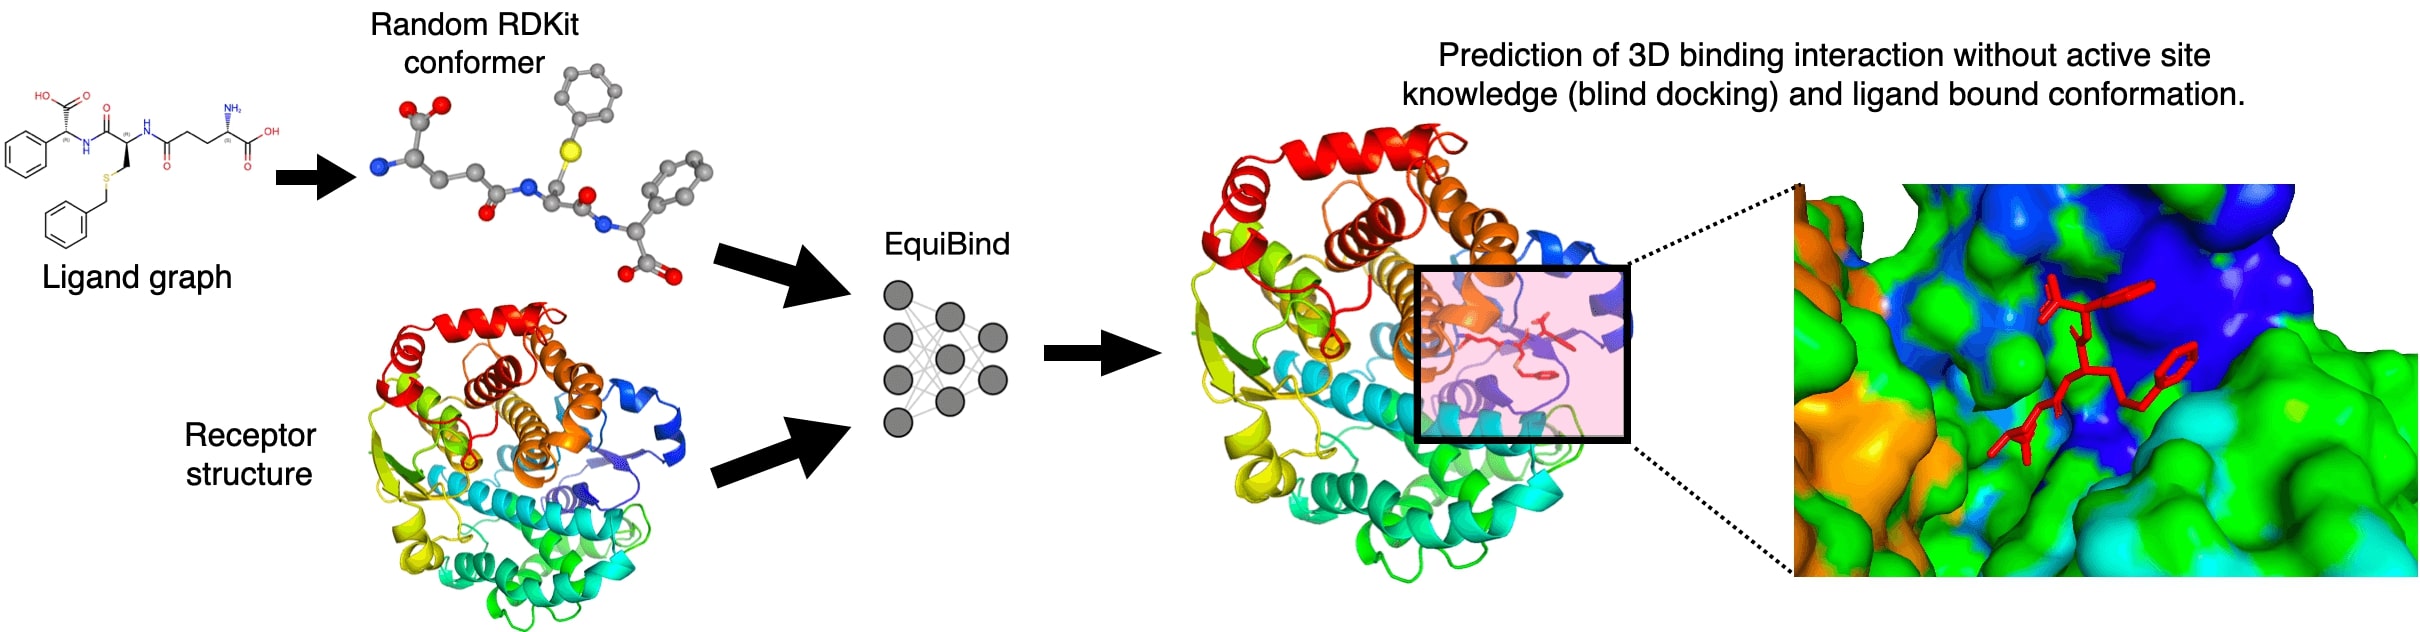 Random RDKit
conformer
Prediction of 3D binding interaction without active site
knowledge (blind docking) and ligand bound conformation.
HO
O
O
NH₂
H
N
(R)
(R)
(S)
OH
N
H
O
O
S
Ligand graph
EquiBind
Receptor
structure